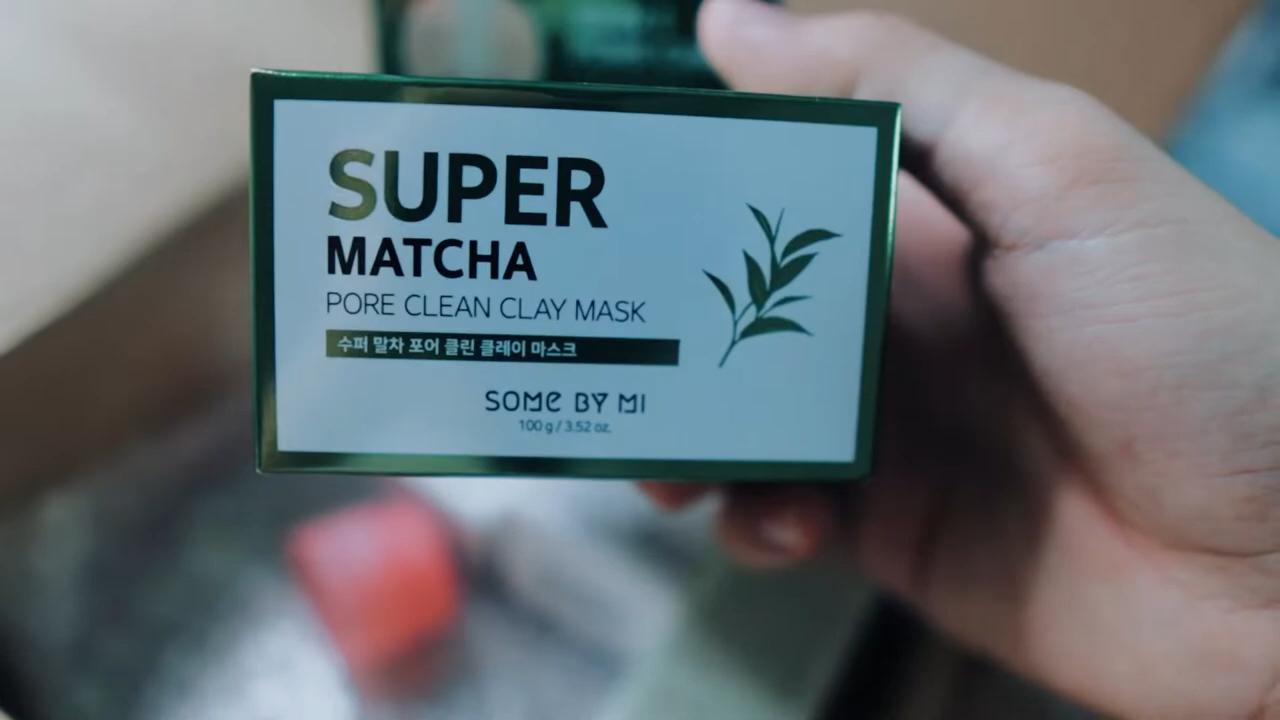 SUPER
MATCHA
PORE CLEAN CLAY MASK
수퍼 말차 포어 클린 클레이 마스크
SOME BY MI
100 g / 3.52 oz.